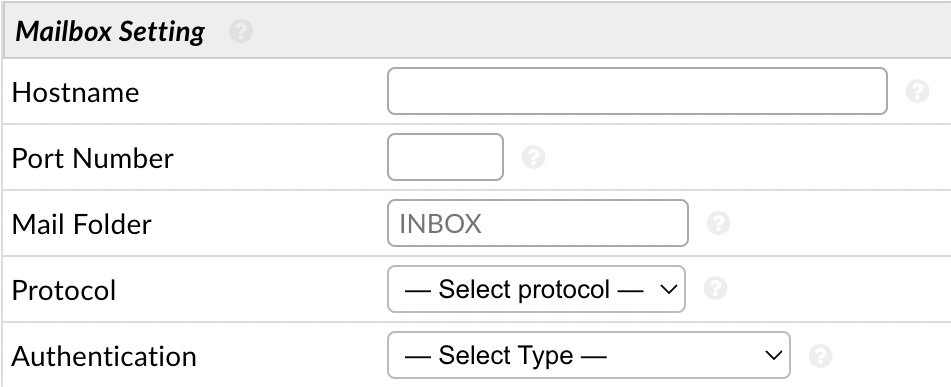 Mailbox Setting ?
Hostname ?
Port Number ?
Mail Folder INBOX ?
Protocol — Select protocol — ?
Authentication — Select Type — ?